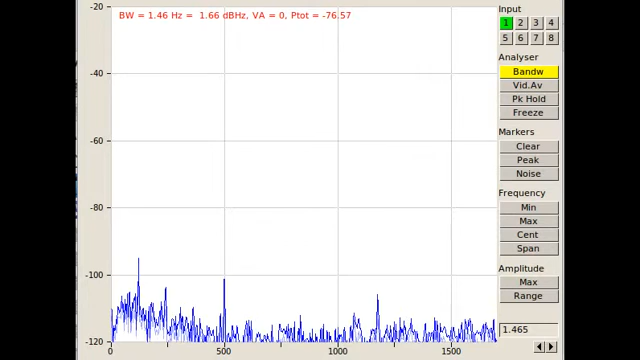 -20
BW = 1.46 Hz = 1.66 dBHz, VA = 0, Ptot = -76.57
-40
-60
-80
-100
-120
0
500
1000
1500
Input
1 2 3 4
5 6 7 8
Analyser
Bandw
Vid.Av
Pk Hold
Freeze
Markers
Clear
Peak
Noise
Frequency
Min
Max
Cent
Span
Amplitude
Max
Range
1.465